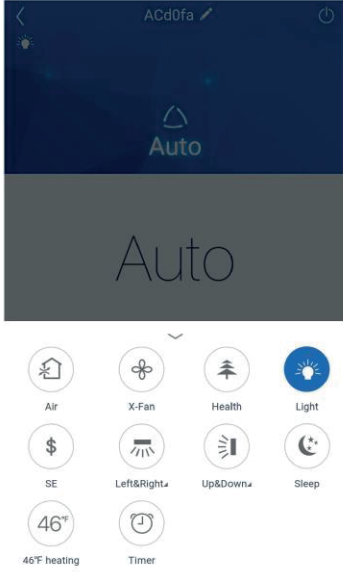 ACd0fa
Auto
Auto
Air X-Fan Health Light
$
SE Left&Right Up&Down Sleep
46°F
46°F heating Timer